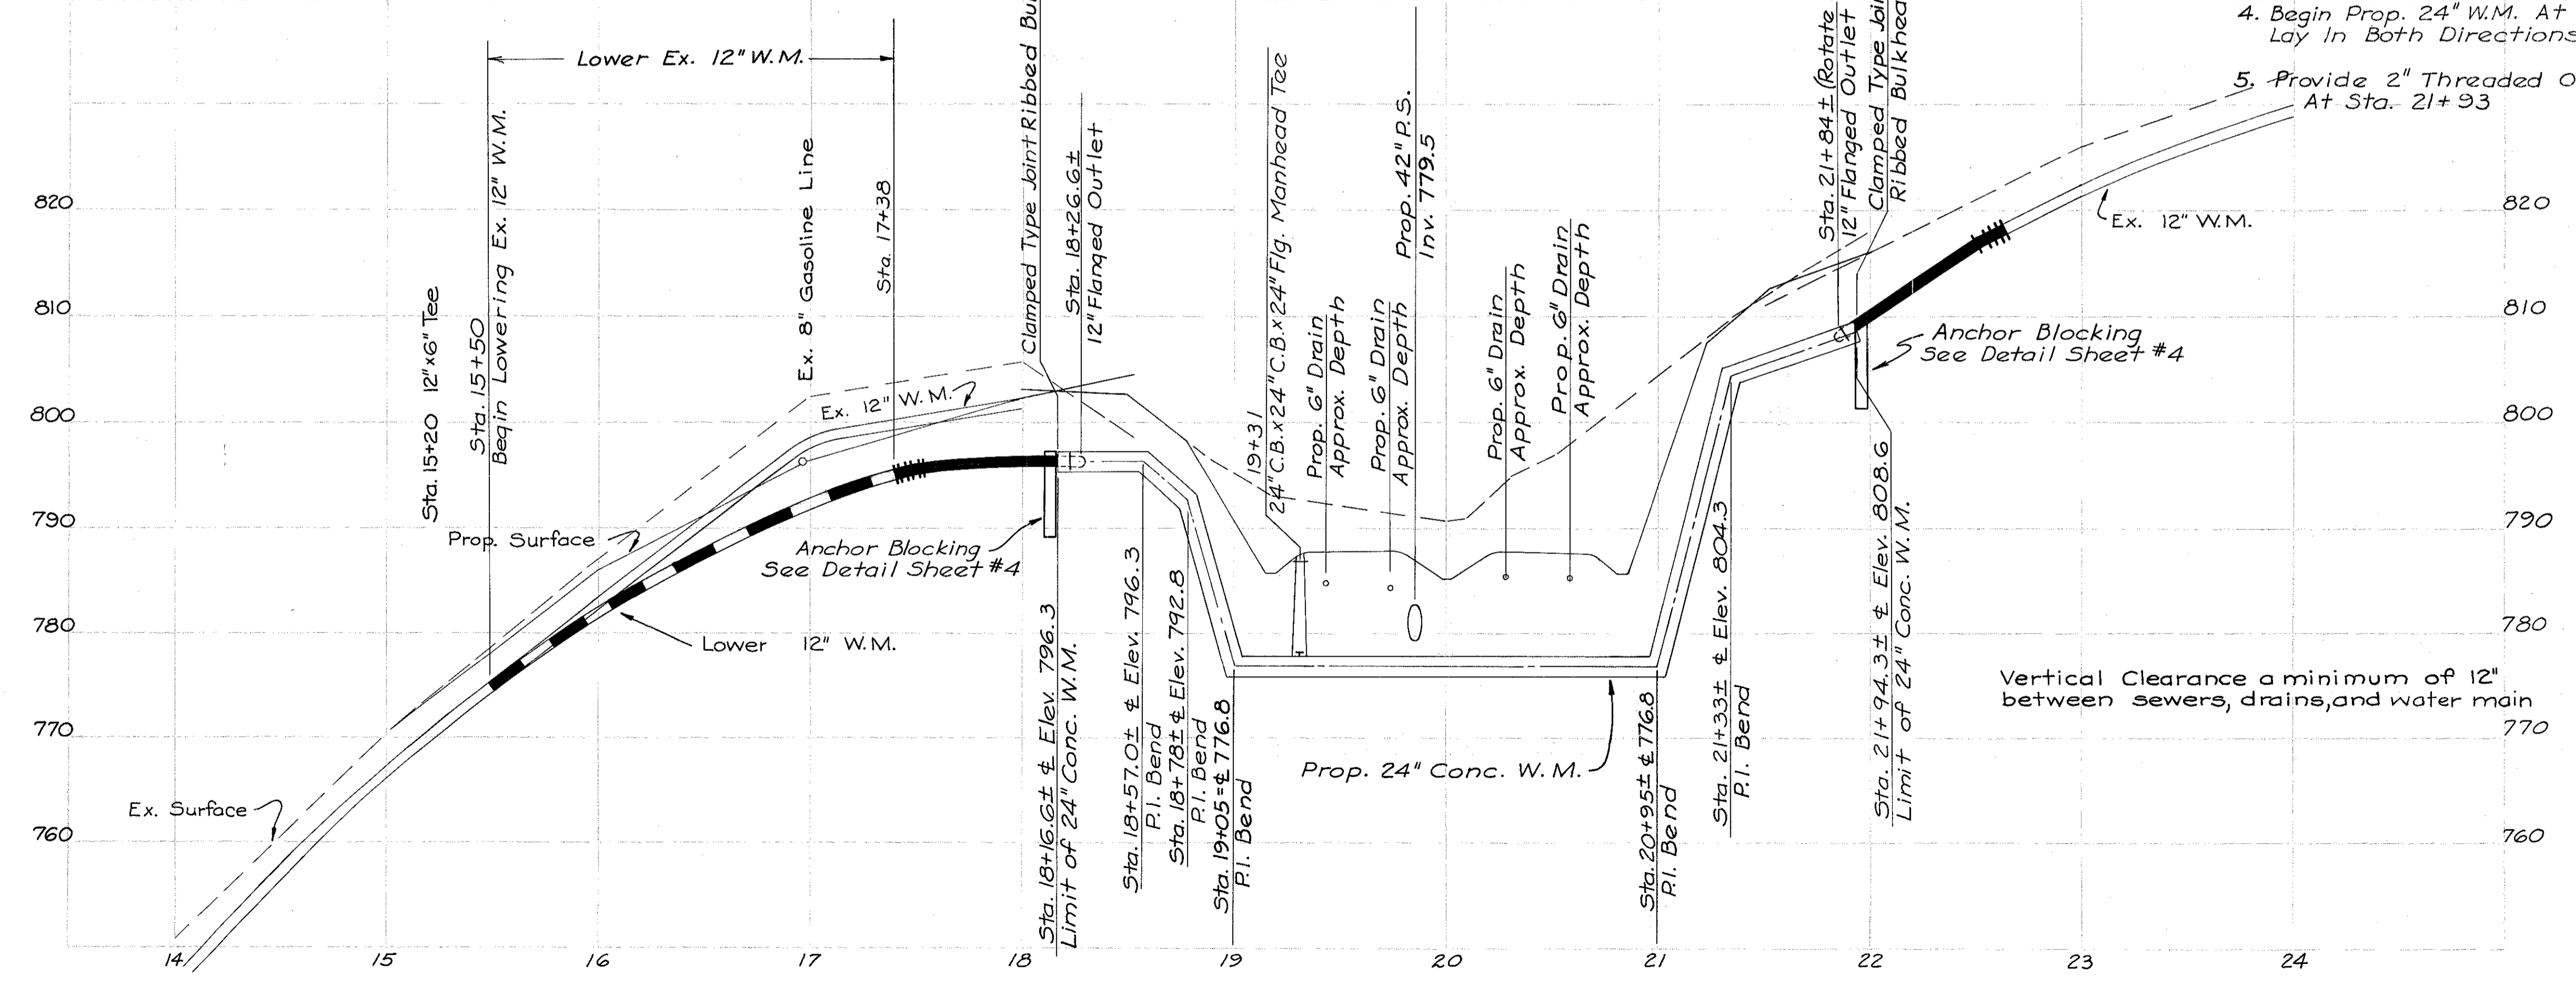 4. Begin Prop. 24" W.M. At
Lay In Both Directions
5. Provide 2" Threaded O
At Sta. 21+93
Lower Ex. 12" W.M.
820
810
800
790
780
770
760
Sta. 15+20 12"x6" Tee
Sta. 15+50
Begin Lowering Ex. 12" W.M.
Ex. 8" Gasoline Line
Sta. 17+38
Clamped Type Joint Ribbed Bu
Sta. 18+26.6±
12" Flanged Outlet
19+31
24"C.B.x24"C.B.x24"Flg. Manhead Tee
Prop. 6" Drain
Approx. Depth
Prop. 6" Drain
Approx. Depth
Prop. 42" P.S.
Inv. 779.5
Prop. 6" Drain
Approx. Depth
Prop. 6" Drain
Approx. Depth
Sta. 21+84± (Rotate
12" Flanged Outlet
Clamped Type Join
Ribbed Bulkhea
Ex. 12" W.M.
Ex. 12" W.M.
Anchor Blocking
See Detail Sheet #4
Prop. Surface
Anchor Blocking
See Detail Sheet #4
Lower 12" W.M.
Ex. Surface
Sta. 18+16.6± ℄ Elev. 796.3
Limit of 24" Conc. W.M.
Sta. 18+57.0± ℄ Elev. 796.3
P.I. Bend
Sta. 18+78± ℄ Elev. 792.8
P.I. Bend
Sta. 19+05=℄ 776.8
P.I. Bend
Prop. 24" Conc. W.M.
Sta. 20+95± ℄ 776.8
P.I. Bend
Sta. 21+33± ℄ Elev. 804.3
P.I. Bend
Sta. 21+94.3± ℄ Elev. 808.6
Limit of 24" Conc. W.M.
Vertical Clearance a minimum of 12"
between sewers, drains, and water main
820
810
800
790
780
770
760
14 15 16 17 18 19 20 21 22 23 24